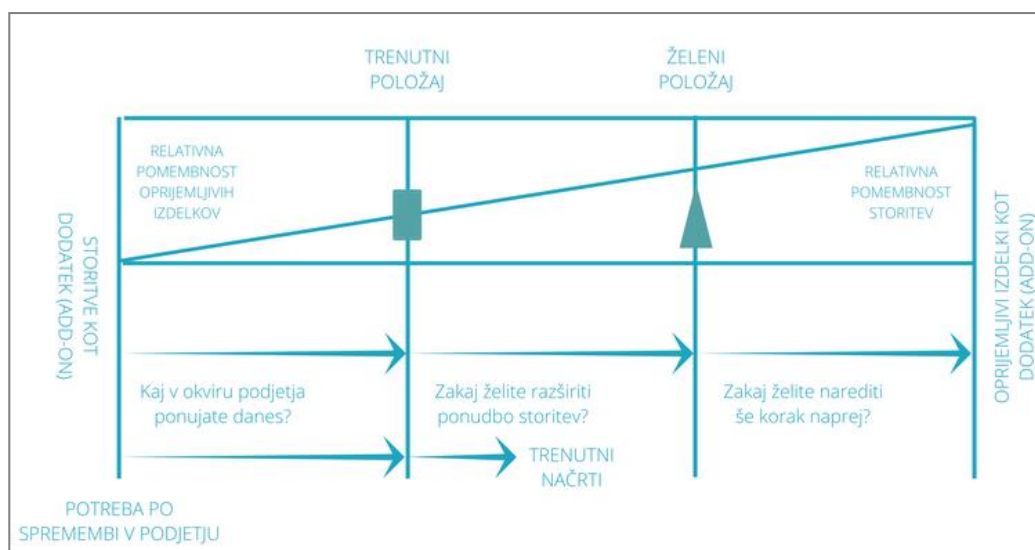 TRENUTNI
POLOŽAJ
ŽELENI
POLOŽAJ
RELATIVNA
POMEMBNOST
OPRIJEMLJIVIH
IZDELKOV
RELATIVNA
POMEMBNOST
STORITEV
STORITVE KOT
DODATEK (ADD-ON)
OPRIJEMLJIVI IZDELKI KOT
DODATEK (ADD-ON)
Kaj v okviru podjetja
ponujate danes?
Zakaj želite razširiti
ponudbo storitev?
Zakaj želite narediti
še korak naprej?
TRENUTNI
NAČRTI
POTREBA PO
SPREMEMBI V PODJETJU